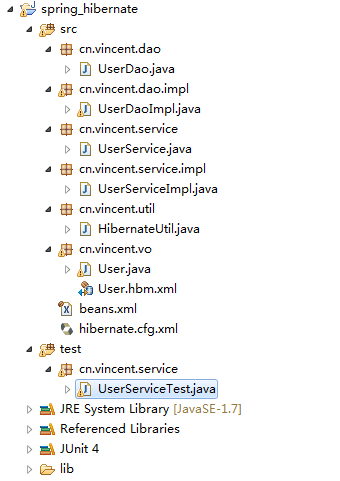 spring_hibernate
src
cn.vincent.dao
UserDao.java
cn.vincent.dao.impl
UserDaoImpl.java
cn.vincent.service
UserService.java
cn.vincent.service.impl
UserServiceImpl.java
cn.vincent.util
HibernateUtil.java
cn.vincent.vo
User.java
User.hbm.xml
beans.xml
hibernate.cfg.xml
test
cn.vincent.service
UserServiceTest.java
JRE System Library [JavaSE-1.7]
Referenced Libraries
JUnit 4
lib